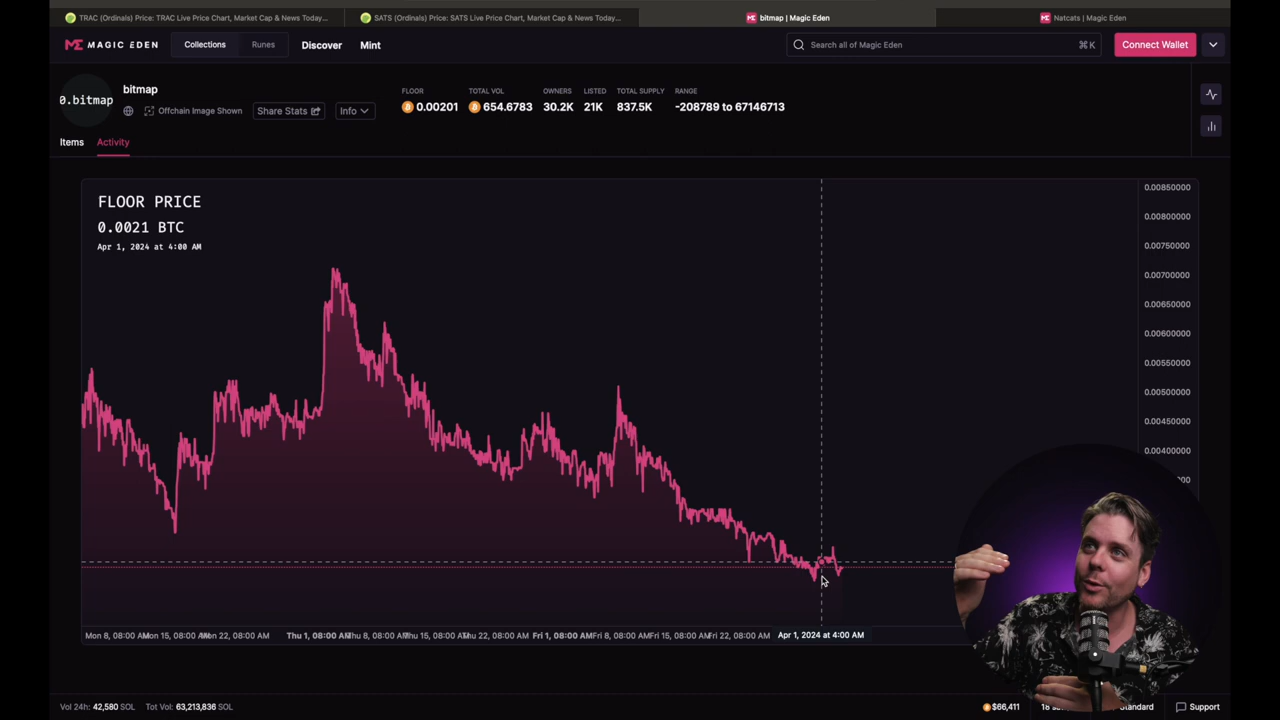 TRAC (Ordinals) Price: TRAC Live Price Chart, Market Cap & News Today...
SATS (Ordinals) Price: SATS Live Price Chart, Market Cap & News Today...
bitmap | Magic Eden
Natcats | Magic Eden
MAGIC EDEN
Collections
Runes
Discover
Mint
Search all of Magic Eden
⌘K
Connect Wallet
0.bitmap
bitmap
Offchain Image Shown
Share Stats
Info
FLOOR
0.00201
TOTAL VOL
654.6783
OWNERS
30.2K
LISTED
21K
TOTAL SUPPLY
837.5K
RANGE
-208789 to 67146713
Items
Activity
FLOOR PRICE
0.0021 BTC
Apr 1, 2024 at 4:00 AM
0.00850000
0.00800000
0.00750000
0.00700000
0.00650000
0.00600000
0.00550000
0.00500000
0.00450000
0.00400000
Mon 8, 08:00 AM Mon 15, 08:00 AM Mon 22, 08:00 AM Thu 1, 08:00 AM Thu 8, 08:00 AM Thu 15, 08:00 AM Thu 22, 08:00 AM Fri 1, 08:00 AM Fri 8, 08:00 AM Fri 15, 08:00 AM Fri 22, 08:00 AM Apr 1, 2024 at 4:00 AM
Vol 24h: 42,580 SOL
Tot Vol: 63,213,836 SOL
$66,411
Support